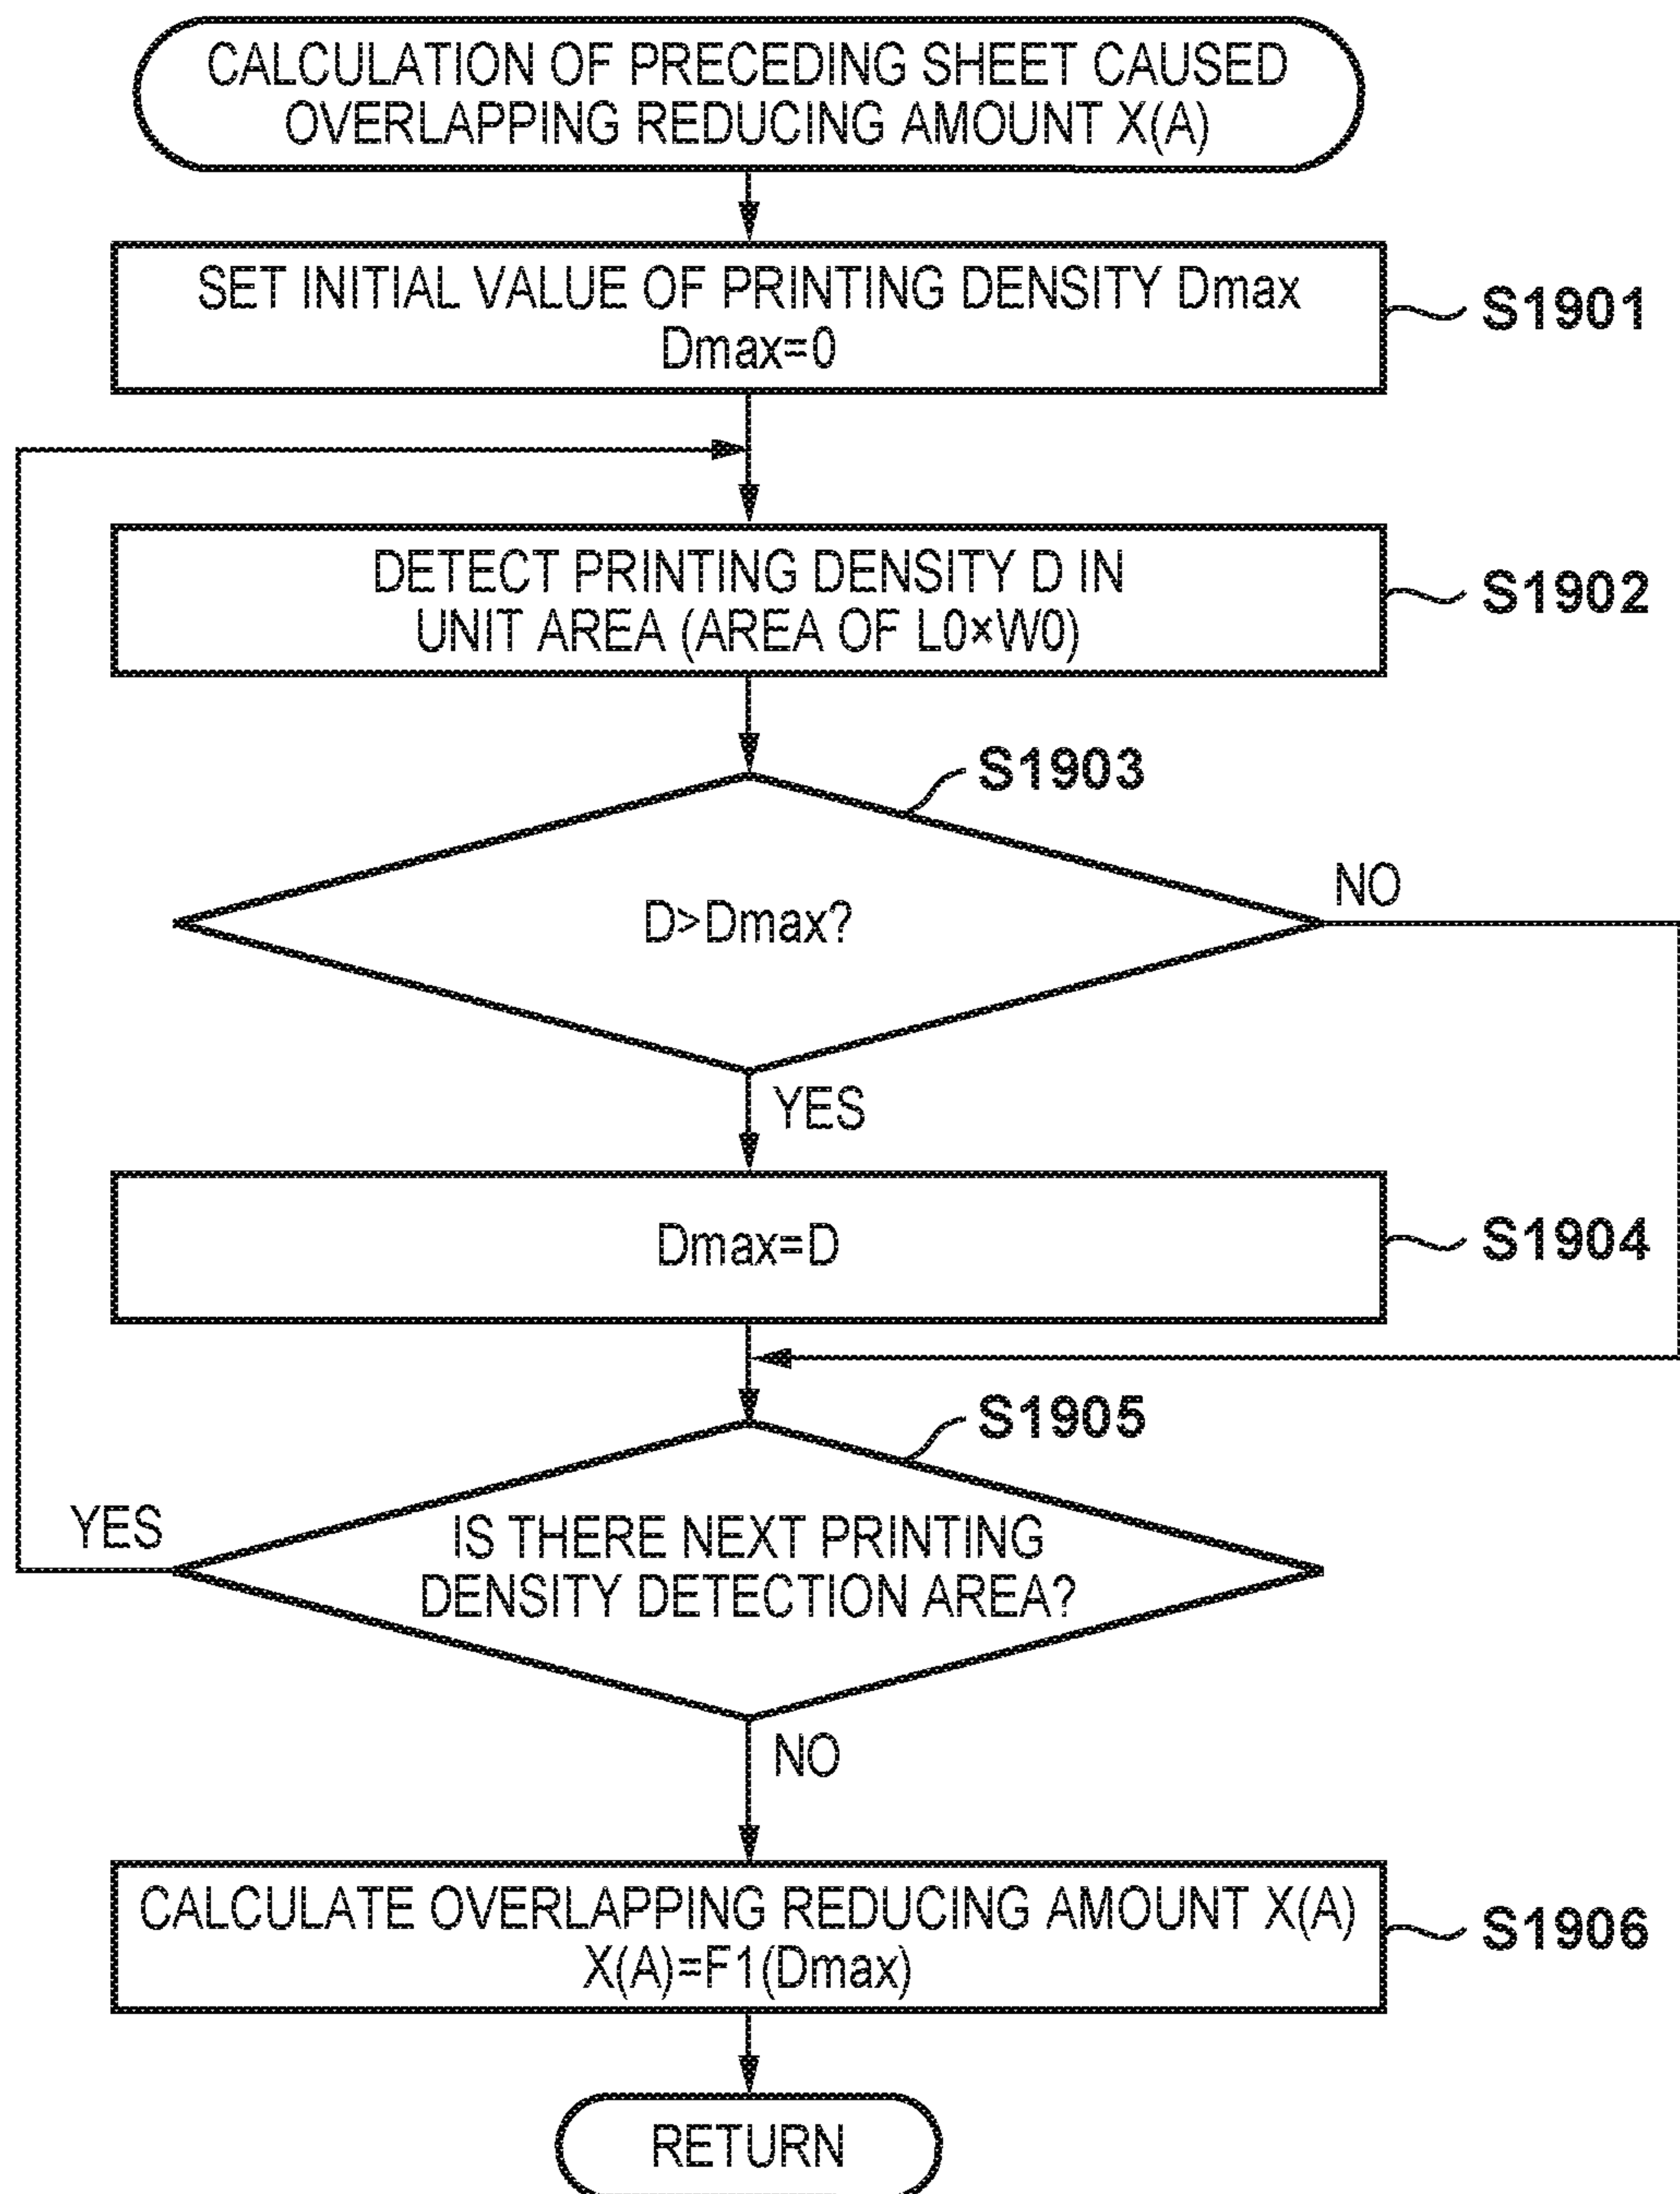 CALCULATION OF PRECEDING SHEET CAUSED
OVERLAPPING REDUCING AMOUNT X(A)
SET INITIAL VALUE OF PRINTING DENSITY Dmax
Dmax=0
S1901
DETECT PRINTING DENSITY D IN
UNIT AREA (AREA OF L0×W0)
S1902
S1903
D>Dmax?
NO
YES
Dmax=D
S1904
S1905
IS THERE NEXT PRINTING
DENSITY DETECTION AREA?
YES
NO
CALCULATE OVERLAPPING REDUCING AMOUNT X(A)
X(A)=F1(Dmax)
S1906
RETURN